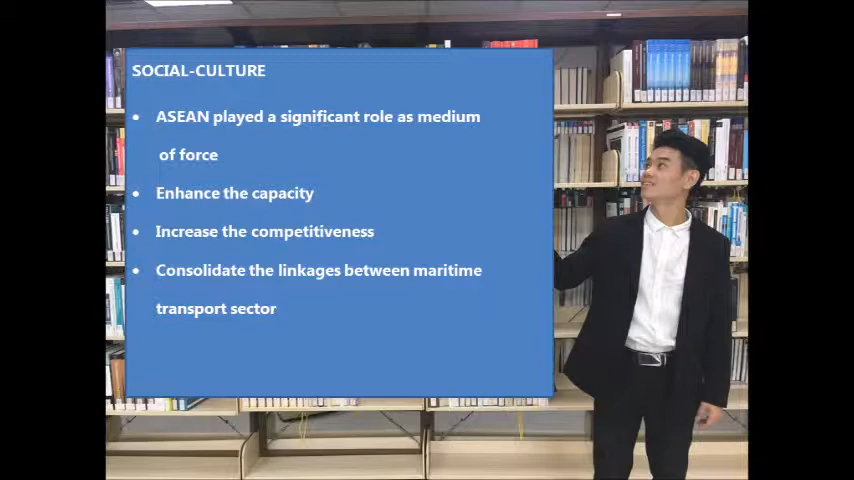 SOCIAL-CULTURE
• ASEAN played a significant role as medium
of force
• Enhance the capacity
• Increase the competitiveness
• Consolidate the linkages between maritime
transport sector